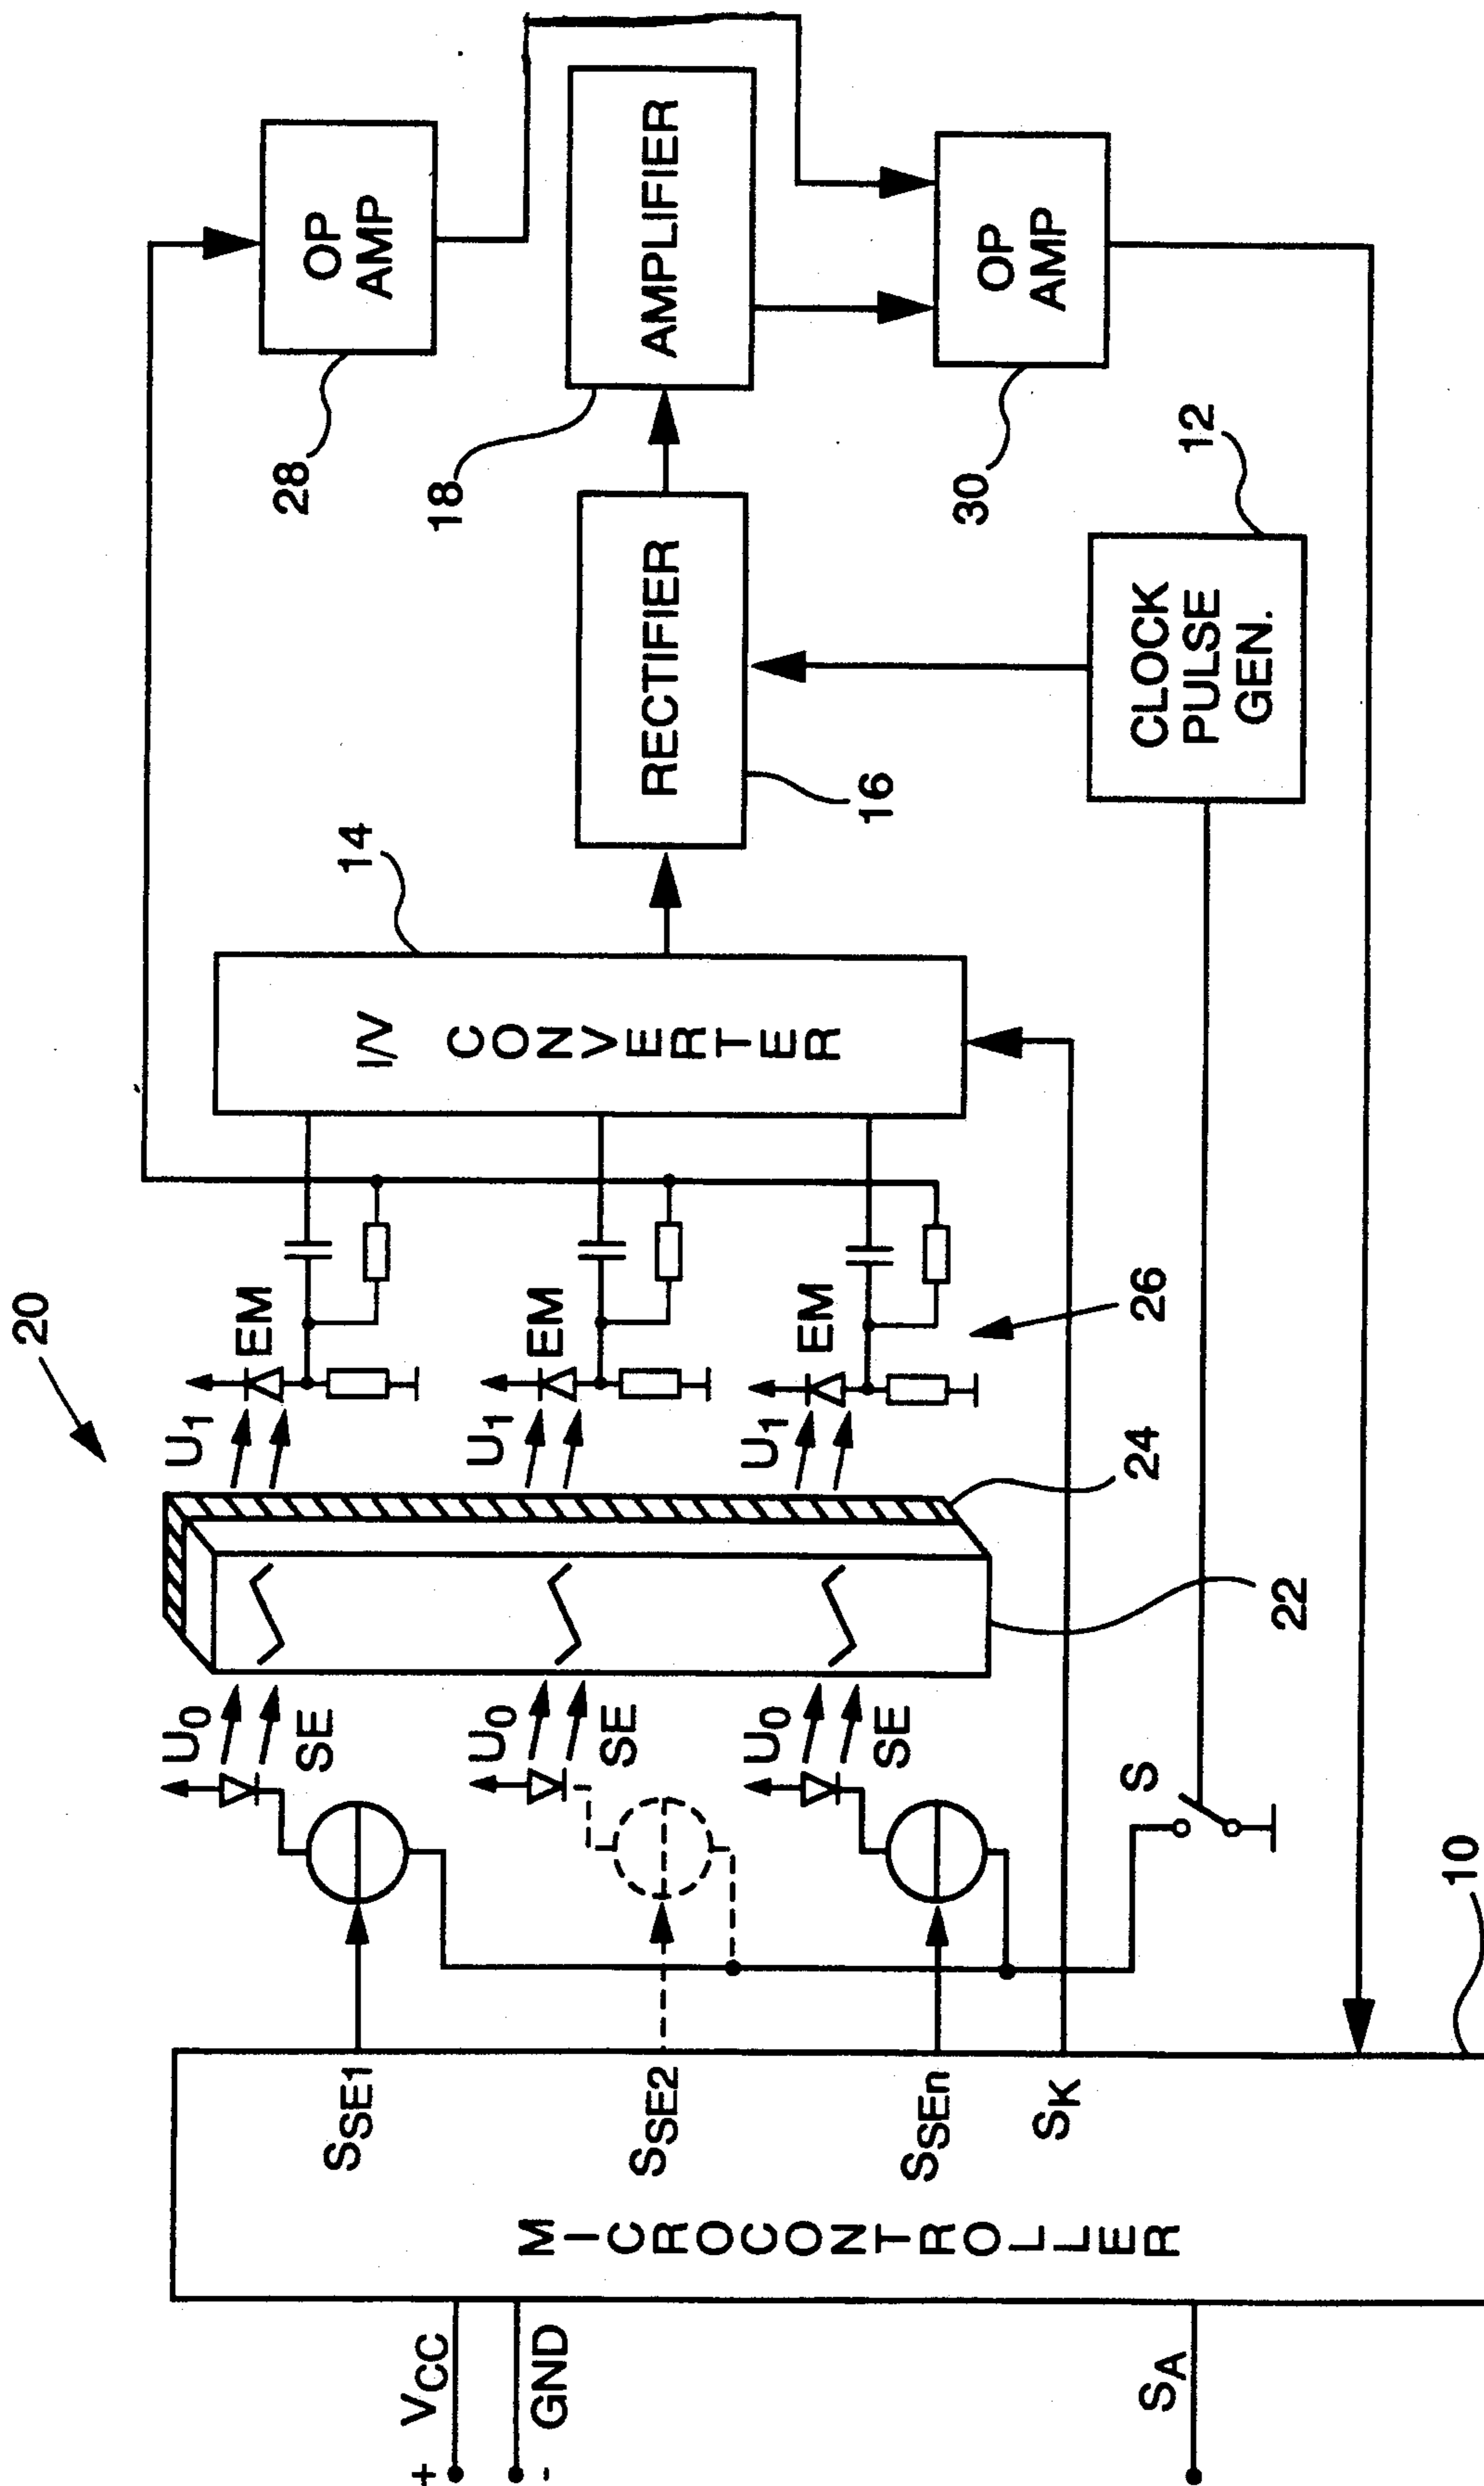 20
+ VCC
- GND
SA
MICROCONTROLLER
10
SSE1
SSE2
SSEn
SK
S
U0
SE
U0
SE
U0
SE
22
24
U1
EM
U1
EM
U1
EM
26
I/V
CONVERTER
14
RECTIFIER
16
CLOCK
PULSE
GEN.
12
AMPLIFIER
18
OP
AMP
28
OP
AMP
30